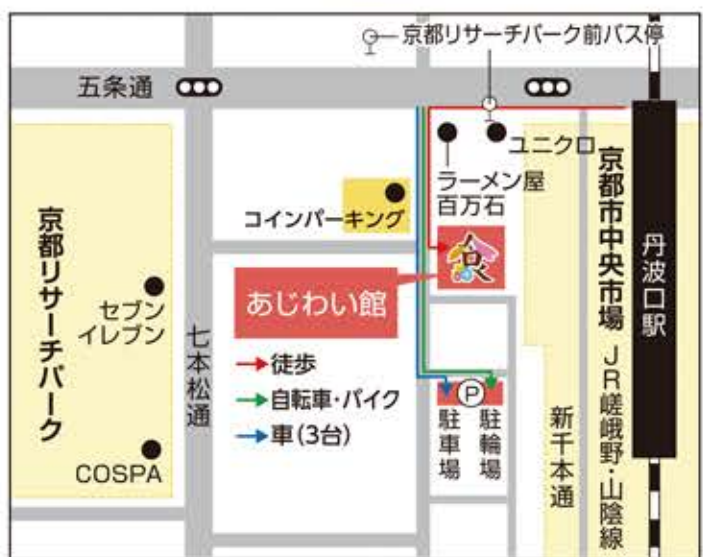 京都リサーチパーク前バス停
五条通
ユニクロ
ラーメン屋
百万石
コインパーキング
京都リサーチパーク
セブン
イレブン
七本松通
あじわい館
食
徒歩
自転車・バイク
車(3台)
P
駐車場
駐輪場
COSPA
新千本通
京都市中央市場
JR嵯峨野・山陰線
丹波口駅